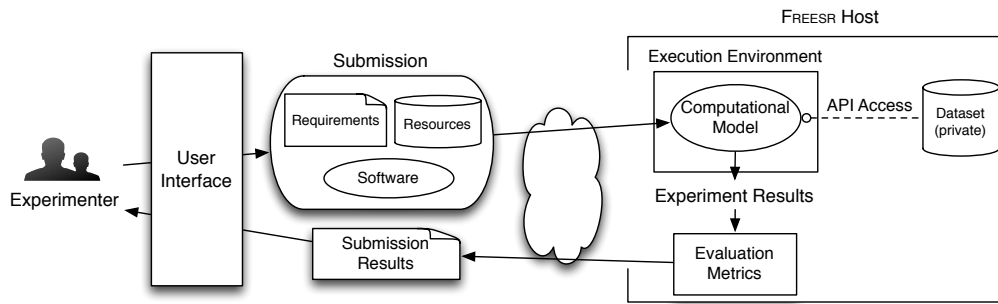 FREESR Host
Submission
Execution Environment
Requirements
Resources
Computational
Model
API Access
Dataset
(private)
User
Interface
Software
Experimenter
Experiment Results
Submission
Results
Evaluation
Metrics